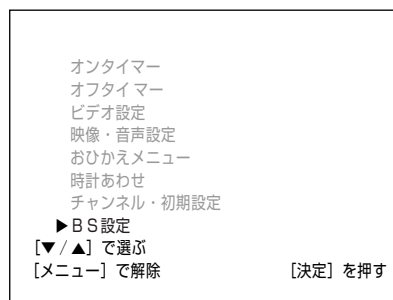 オンタイマー
オフタイマー
ビデオ設定
映像・音声設定
おひかえメニュー
時計あわせ
チャンネル・初期設定
▶BS設定
[▼/▲] で選ぶ
[メニュー] で解除 [決定] を押す